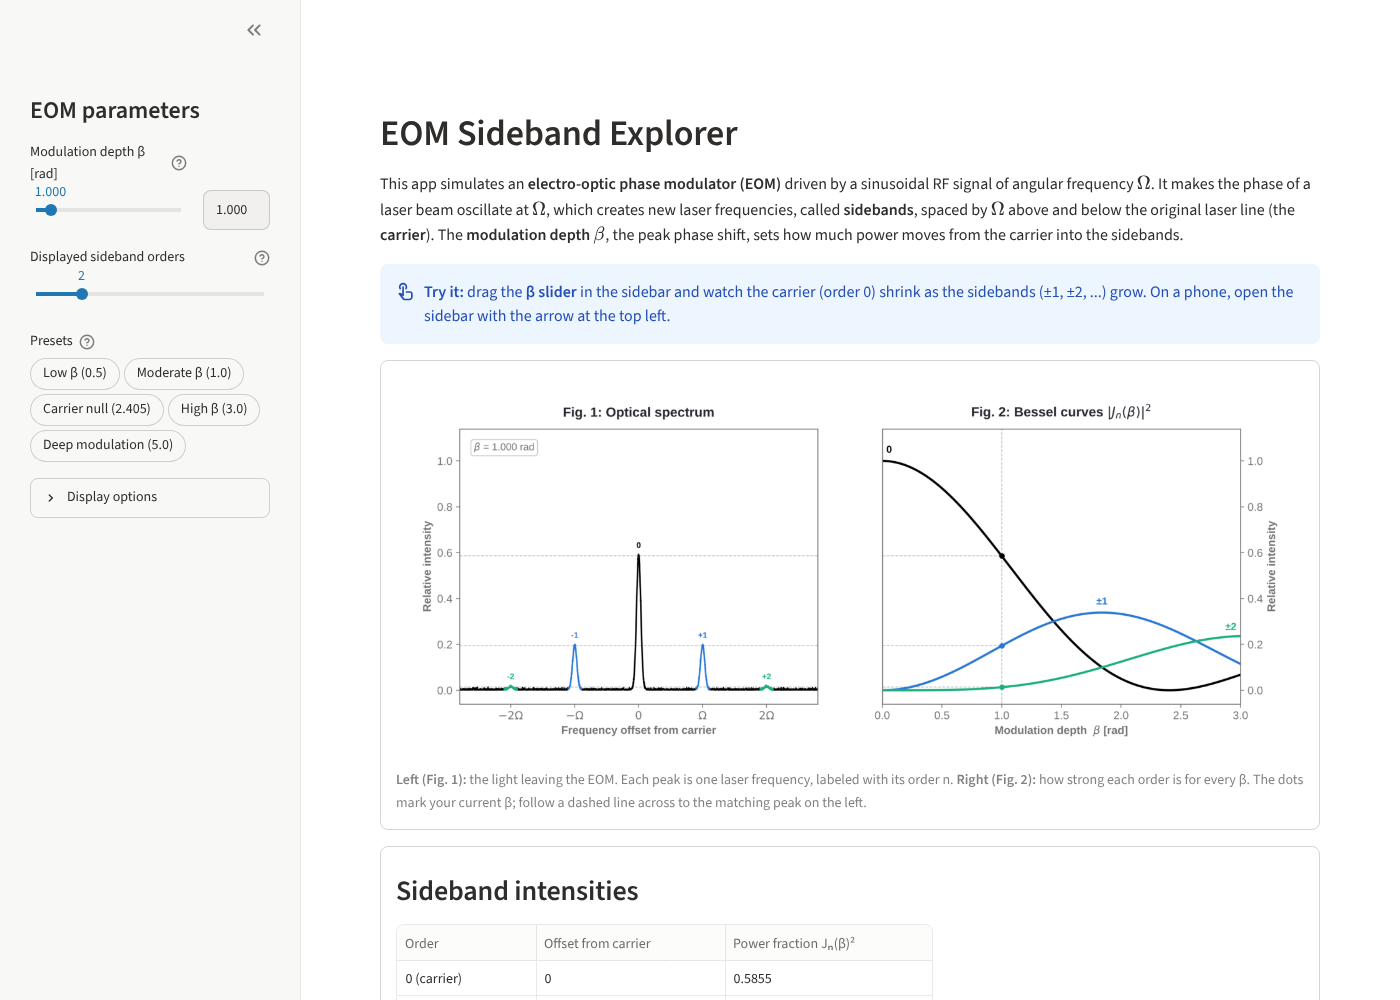 EOM parameters
Modulation depth β
[rad]
1.000
1.000
Displayed sideband orders
2
Presets
Low β (0.5)
Moderate β (1.0)
Carrier null (2.405)
High β (3.0)
Deep modulation (5.0)
Display options
EOM Sideband Explorer
This app simulates an electro-optic phase modulator (EOM) driven by a sinusoidal RF signal of angular frequency Ω. It makes the phase of a
laser beam oscillate at Ω, which creates new laser frequencies, called sidebands, spaced by Ω above and below the original laser line (the
carrier). The modulation depth β, the peak phase shift, sets how much power moves from the carrier into the sidebands.
Try it: drag the β slider in the sidebar and watch the carrier (order 0) shrink as the sidebands (±1, ±2, ...) grow. On a phone, open the
sidebar with the arrow at the top left.
Fig. 1: Optical spectrum
β = 1.000 rad
1.0
0.8
0.6
0.4
0.2
0.0
Relative intensity
0
-1
+1
-2
+2
−2Ω
−Ω
0
Ω
2Ω
Frequency offset from carrier
Fig. 2: Bessel curves |Jₙ(β)|²
0
±1
±2
1.0
0.8
0.6
0.4
0.2
0.0
Relative intensity
0.0
0.5
1.0
1.5
2.0
2.5
3.0
Modulation depth β [rad]
Left (Fig. 1): the light leaving the EOM. Each peak is one laser frequency, labeled with its order n. Right (Fig. 2): how strong each order is for every β. The dots
mark your current β; follow a dashed line across to the matching peak on the left.
Sideband intensities
Order
Offset from carrier
Power fraction Jₙ(β)²
0 (carrier)
0
0.5855